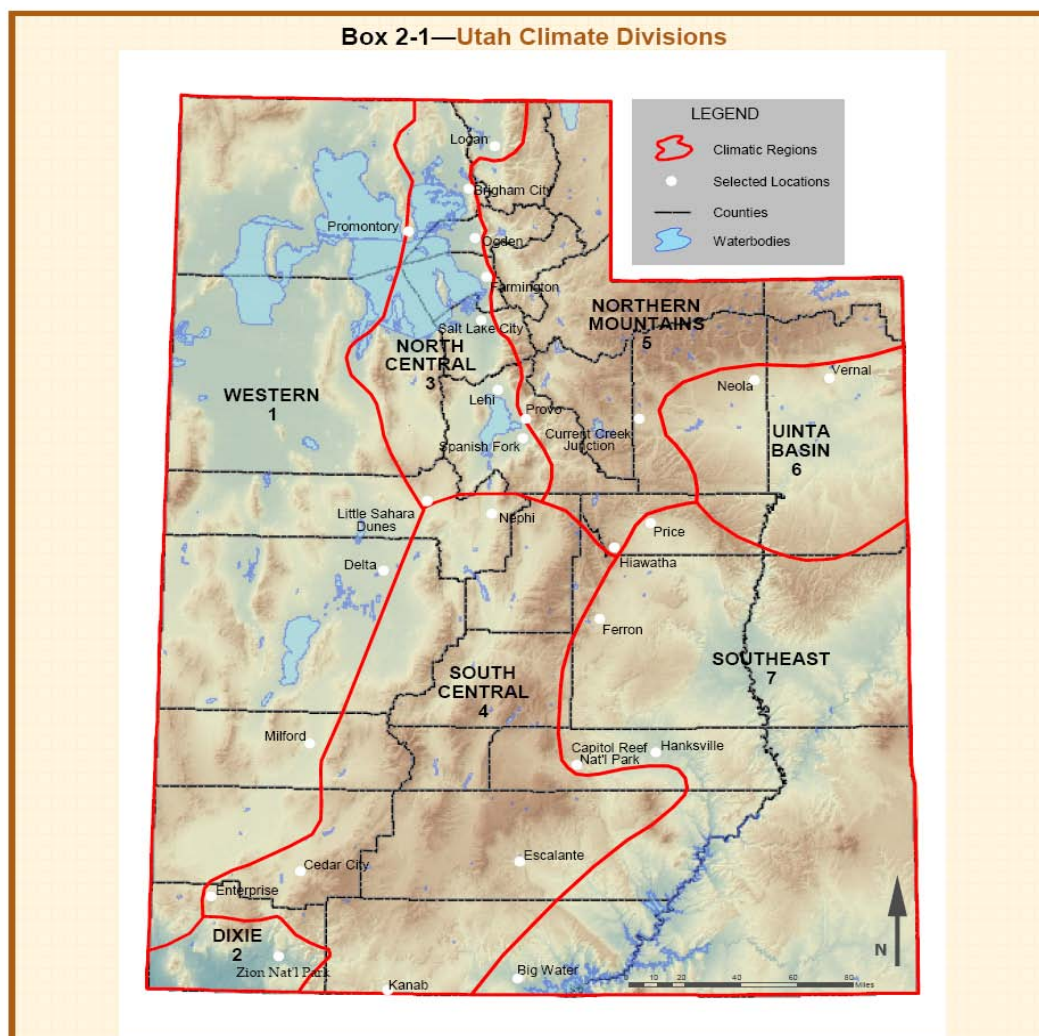 Box 2-1—Utah Climate Divisions
LEGEND
Climatic Regions
Selected Locations
Counties
Waterbodies
Logan
Brigham City
Promontory
Ogden
Farmington
NORTHERN
MOUNTAINS
5
Salt Lake City
NORTH
CENTRAL
3
WESTERN
1
Lehi
Neola
Vernal
Provo
Spanish Fork
Current Creek
Junction
UINTA
BASIN
6
Little Sahara
Dunes
Nephi
Price
Delta
Hiawatha
Ferron
SOUTHEAST
7
SOUTH
CENTRAL
4
Milford
Capitol Reef
Nat'l Park
Hanksville
Cedar City
Escalante
Enterprise
DIXIE
2
Zion Nat'l Park
Kanab
Big Water
N
0 10 20 40 60 80
Miles